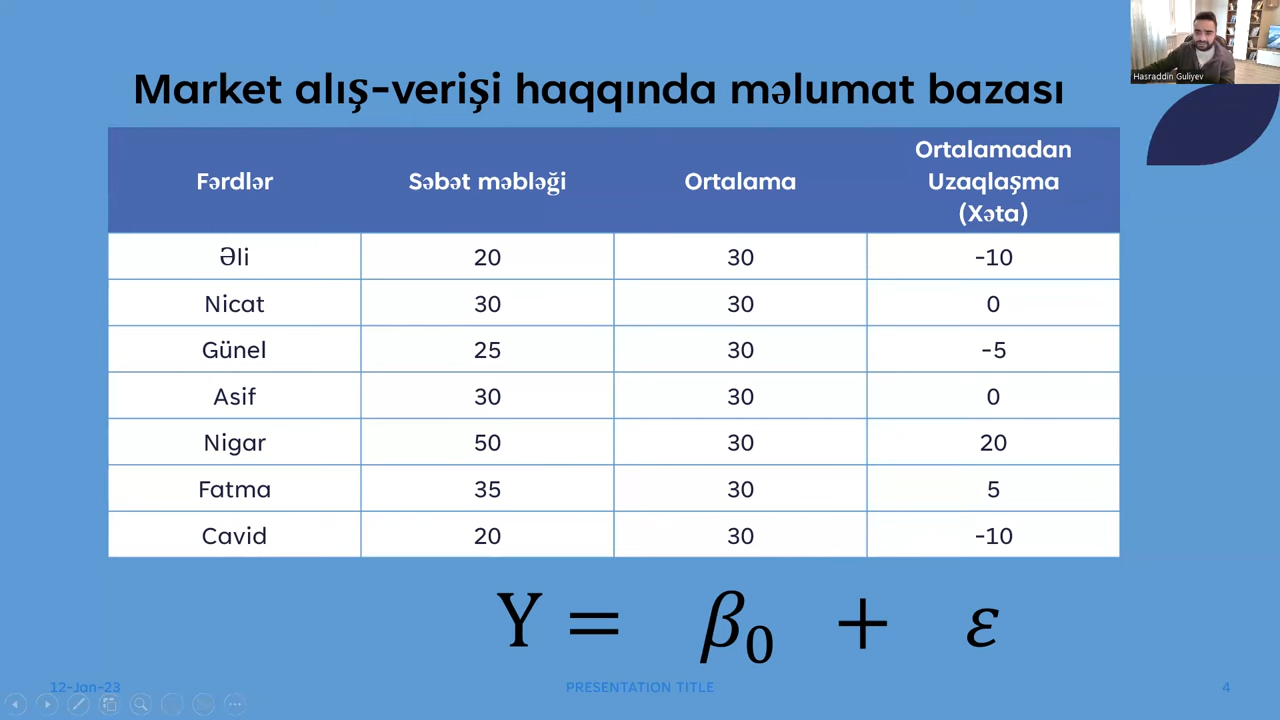 Hasraddin Guliyev
Market alış-verişi haqqında məlumat bazası
Fərdlər Səbət məbləği Ortalama Ortalamadan Uzaqlaşma (Xəta)
Əli 20 30 -10
Nicat 30 30 0
Günel 25 30 -5
Asif 30 30 0
Nigar 50 30 20
Fatma 35 30 5
Cavid 20 30 -10
Y = β₀ + ε
12-Jan-23 PRESENTATION TITLE 4